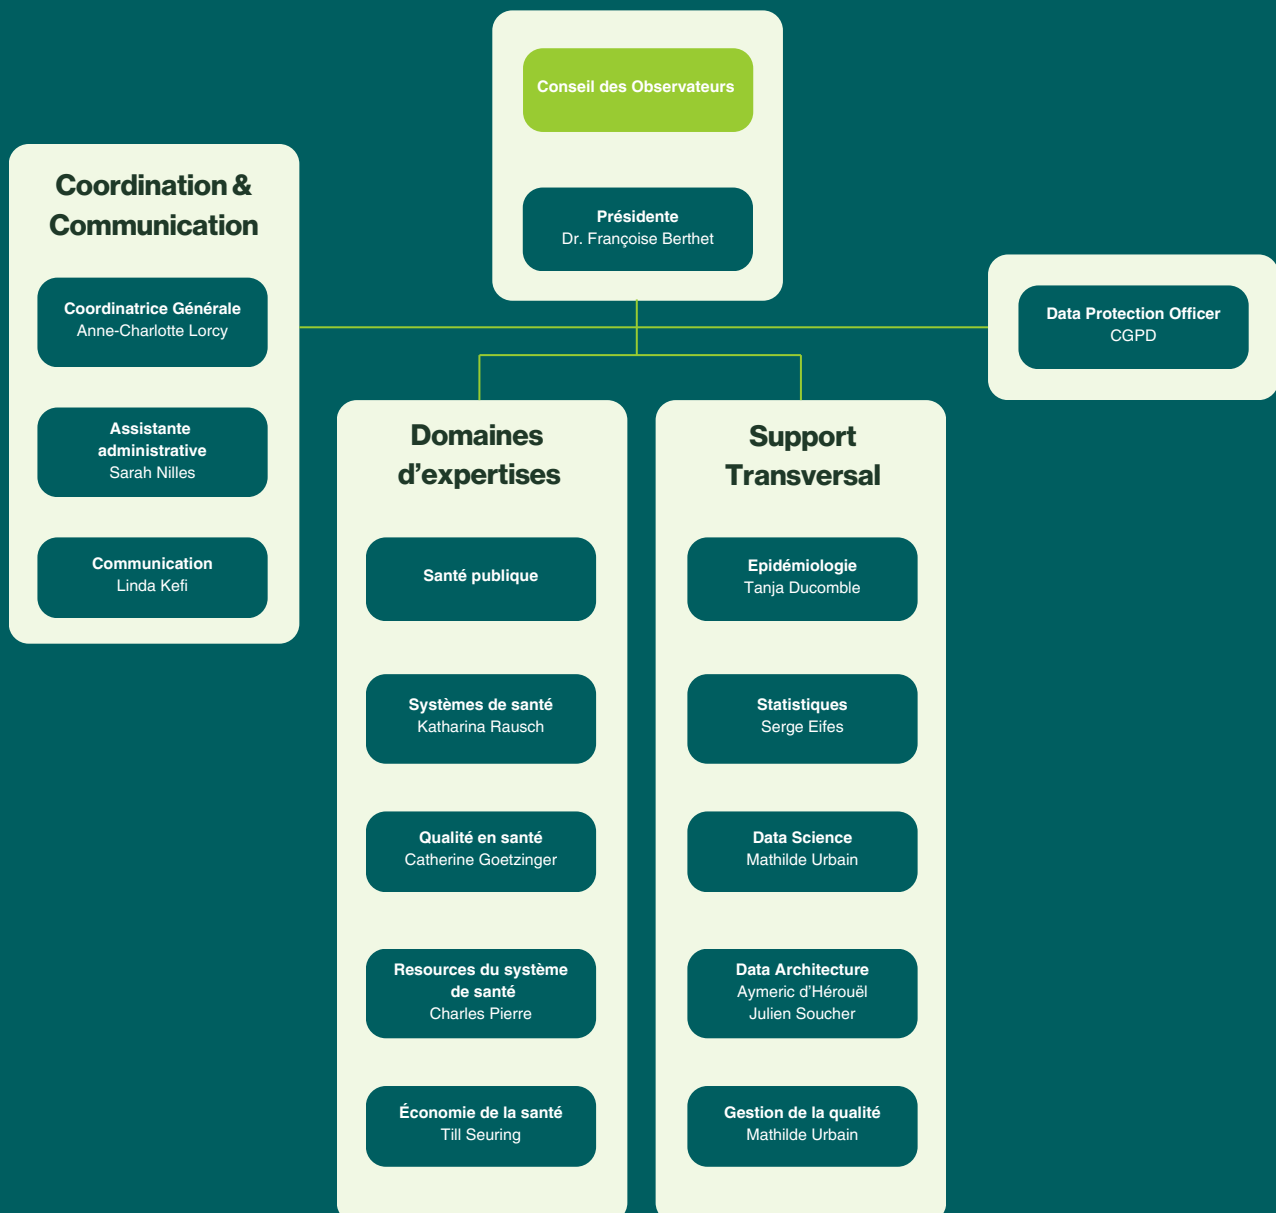 Conseil des Observateurs
Présidente
Dr. Françoise Berthet
Coordination &
Communication
Coordinatrice Générale
Anne-Charlotte Lorcy
Assistante
administrative
Sarah Nilles
Communication
Linda Kefi
Data Protection Officer
CGPD
Domaines
d’expertises
Santé publique
Systèmes de santé
Katharina Rausch
Qualité en santé
Catherine Goetzinger
Resources du système
de santé
Charles Pierre
Économie de la santé
Till Seuring
Support
Transversal
Epidémiologie
Tanja Ducomble
Statistiques
Serge Eifes
Data Science
Mathilde Urbain
Data Architecture
Aymeric d’Hérouël
Julien Soucher
Gestion de la qualité
Mathilde Urbain